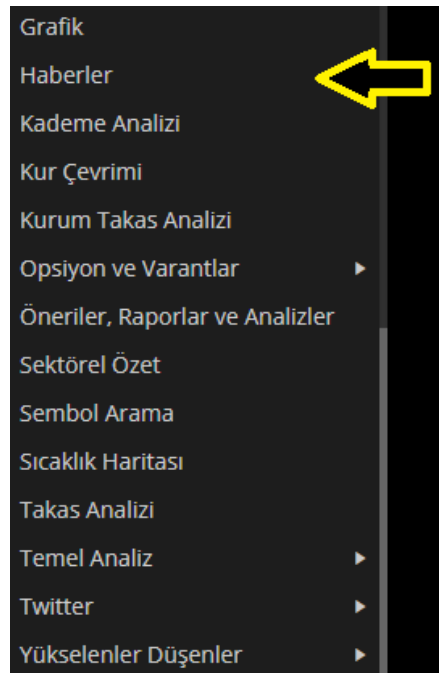 Grafik
Haberler
Kademe Analizi
Kur Çevrimi
Kurum Takas Analizi
Opsiyon ve Varantlar
Öneriler, Raporlar ve Analizler
Sektörel Özet
Sembol Arama
Sıcaklık Haritası
Takas Analizi
Temel Analiz
Twitter
Yükselenler Düşenler